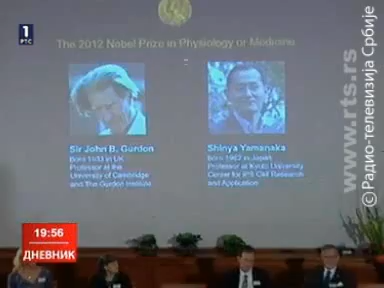 1
РТС
The 2012 Nobel Prize in Physiology or Medicine
Sir John B. Gurdon
Born 1933 in UK
Professor at the
University of Cambridge
and The Gurdon Institute
Shinya Yamanaka
Born 1962 in Japan
Professor at Kyoto University
Center for iPS Cell Research
and Application
www.rts.rs
© Радио-телевизија Србије
19:56
ДНЕВНИК